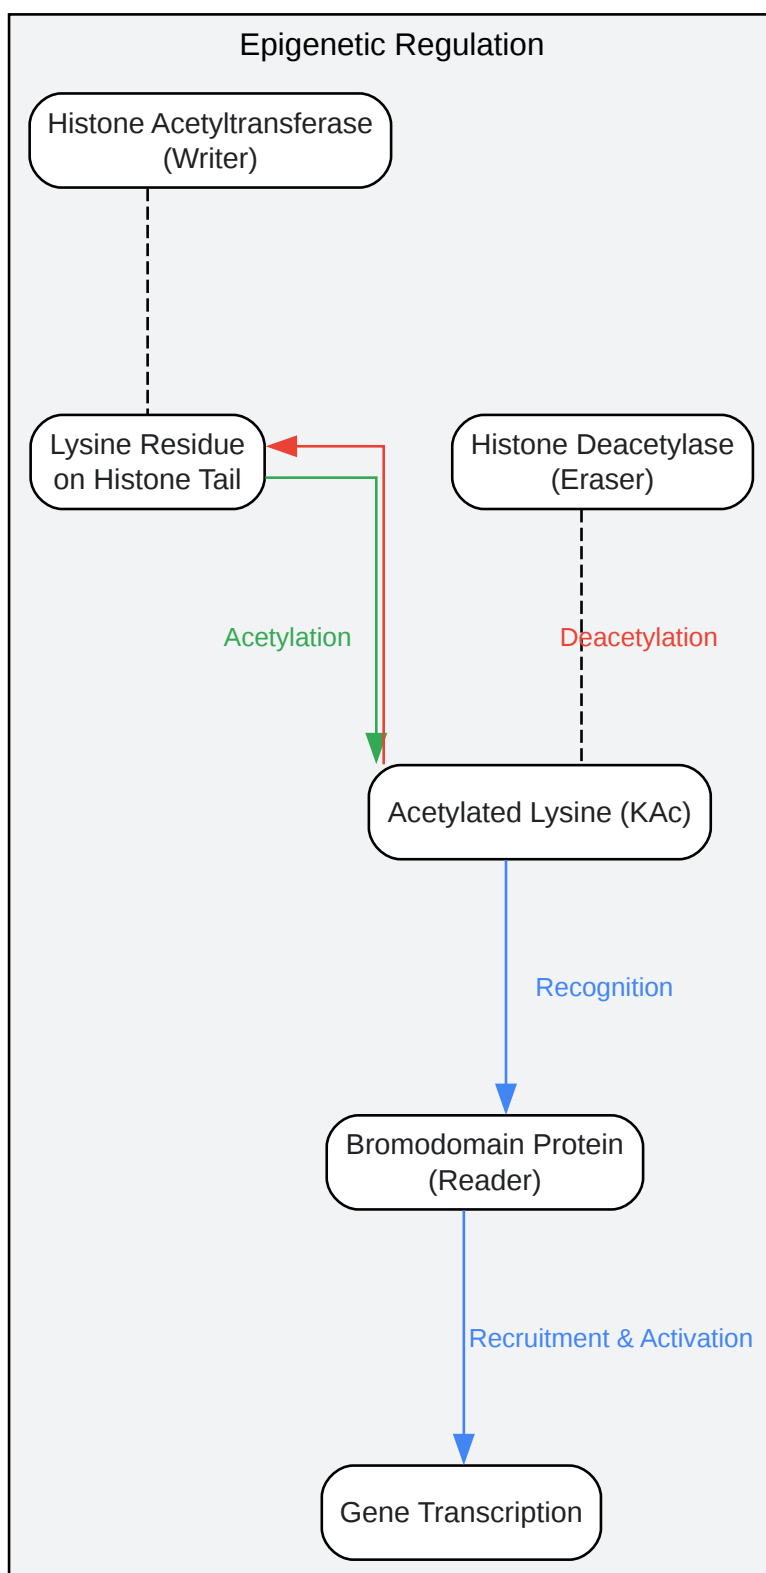 Epigenetic Regulation
Histone Acetyltransferase
(Writer)
Lysine Residue
on Histone Tail
Histone Deacetylase
(Eraser)
Acetylation
Deacetylation
Acetylated Lysine (KAc)
Recognition
Bromodomain Protein
(Reader)
Recruitment & Activation
Gene Transcription